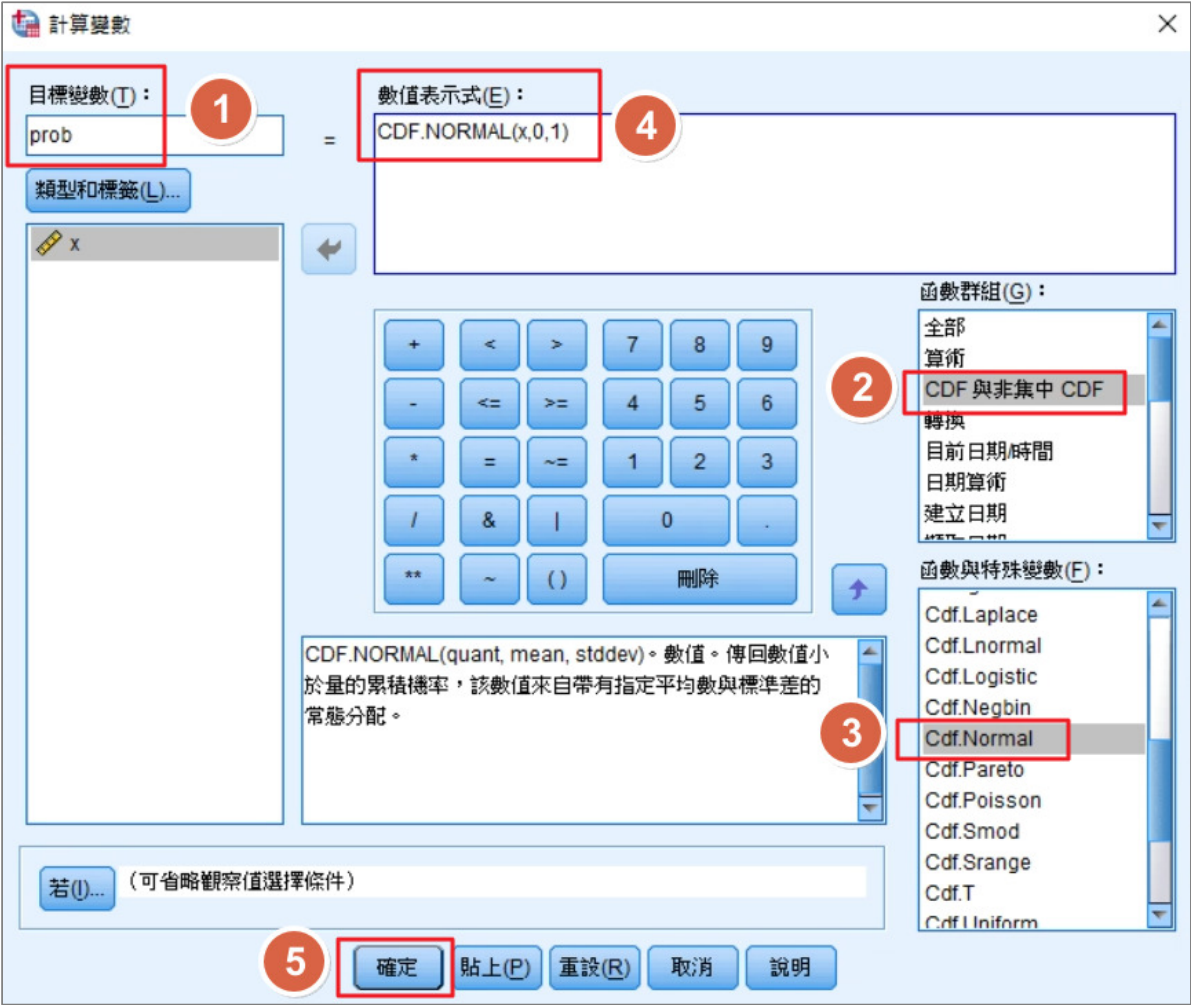 計算變數
目標變數(T)：
1
prob
=
類型和標籤(L)...
x
數值表示式(E)：
CDF.NORMAL(x,0,1)
4
+ < > 7 8 9
- <= >= 4 5 6
* = ~= 1 2 3
/ & | 0 .
** ~ () 刪除
函數群組(G)：
全部
算術
2
CDF 與非集中 CDF
轉換
目前日期/時間
日期算術
建立日期
CDF.NORMAL(quant, mean, stddev)。數值。傳回數值小
於量的累積機率，該數值來自帶有指定平均數與標準差的
常態分配。
函數與特殊變數(F)：
Cdf.Laplace
Cdf.Lnormal
Cdf.Logistic
Cdf.Negbin
3
Cdf.Normal
Cdf.Pareto
Cdf.Poisson
Cdf.Smod
Cdf.Srange
Cdf.T
Cdf.Uniform
若(I)... （可省略觀察值選擇條件）
5
確定 貼上(P) 重設(R) 取消 說明